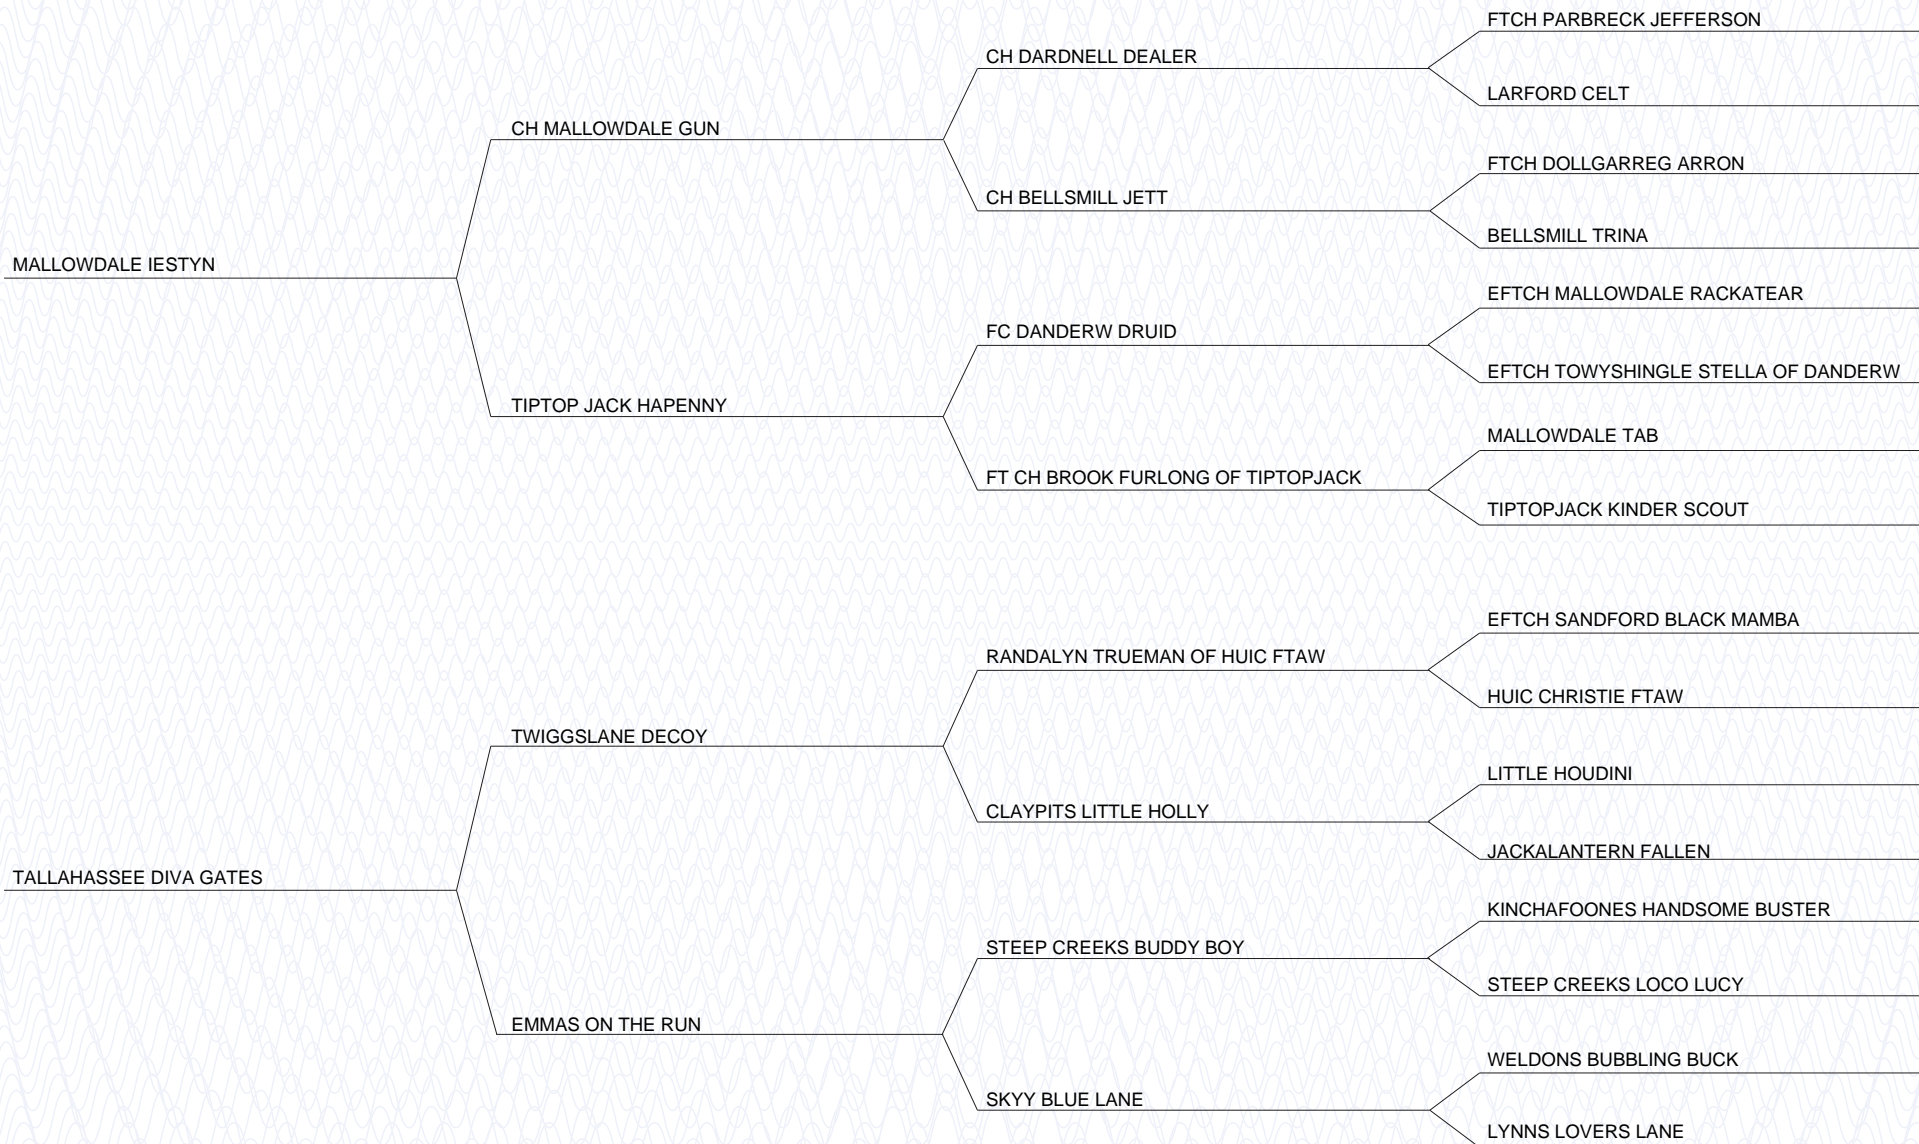 FTCH PARBRECK JEFFERSON
CH DARDNELL DEALER
LARFORD CELT
CH MALLOWDALE GUN
FTCH DOLLGARREG ARRON
CH BELLSMILL JETT
BELLSMILL TRINA
MALLOWDALE IESTYN
EFTCH MALLOWDALE RACKATEAR
FC DANDERW DRUID
EFTCH TOWYSHINGLE STELLA OF DANDERW
TIPTOP JACK HAPENNY
MALLOWDALE TAB
FT CH BROOK FURLONG OF TIPTOPJACK
TIPTOPJACK KINDER SCOUT
EFTCH SANDFORD BLACK MAMBA
RANDALYN TRUEMAN OF HUIC FTAW
HUIC CHRISTIE FTAW
TWIGGSLANE DECOY
LITTLE HOUDINI
CLAYPITS LITTLE HOLLY
JACKALANTERN FALLEN
TALLAHASSEE DIVA GATES
KINCHAFOONES HANDSOME BUSTER
STEEP CREEKS BUDDY BOY
STEEP CREEKS LOCO LUCY
EMMAS ON THE RUN
WELDONS BUBBLING BUCK
SKYY BLUE LANE
LYNNS LOVERS LANE